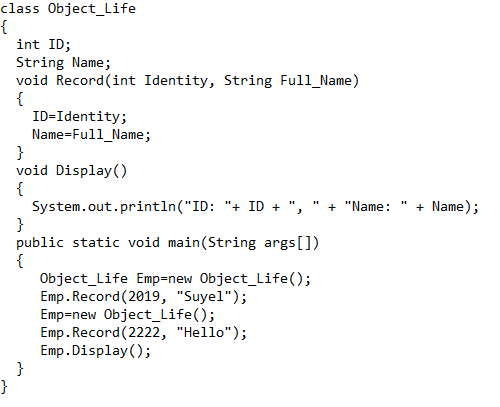 class Object_Life
{
  int ID;
  String Name;
  void Record(int Identity, String Full_Name)
  {
    ID=Identity;
    Name=Full_Name;
  }
  void Display()
  {
    System.out.println("ID: "+ ID + ", " + "Name: " + Name);
  }
  public static void main(String args[])
  {
     Object_Life Emp=new Object_Life();
     Emp.Record(2019, "Suyel");
     Emp=new Object_Life();
     Emp.Record(2222, "Hello");
     Emp.Display();
  }
}